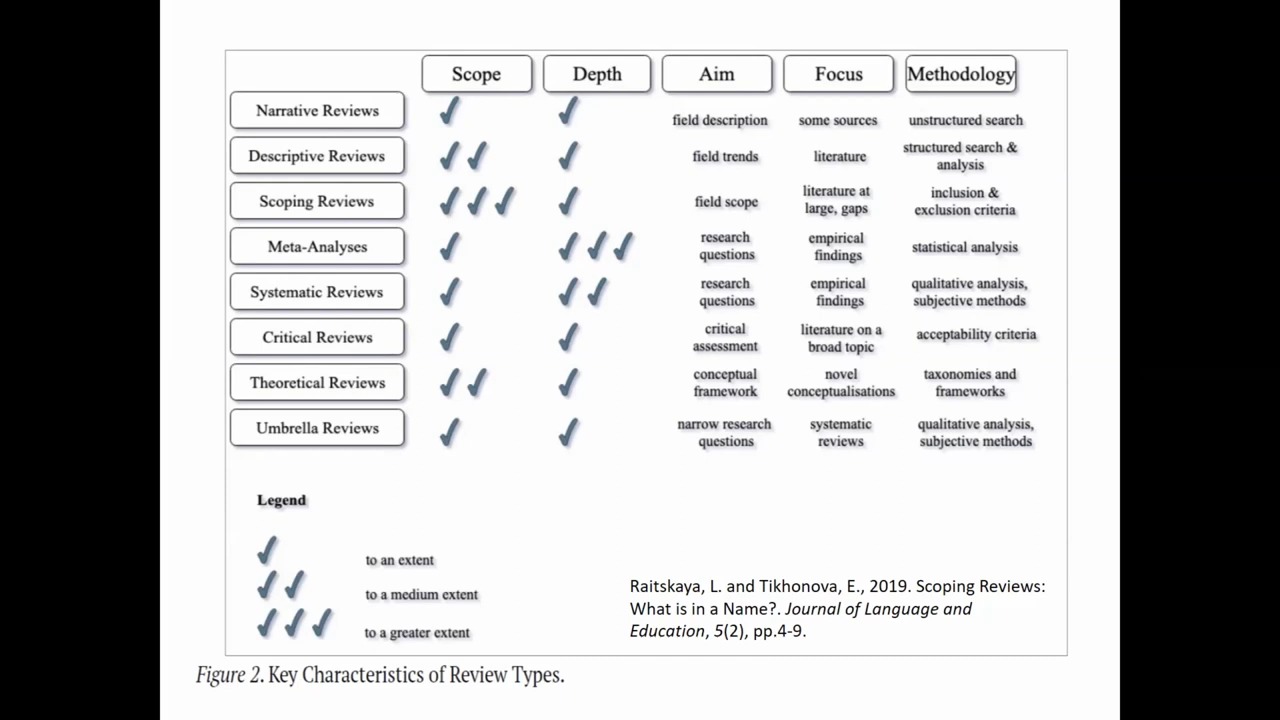 Scope Depth Aim Focus Methodology
Narrative Reviews field description some sources unstructured search
Descriptive Reviews field trends literature structured search &
analysis
Scoping Reviews field scope literature at
large, gaps inclusion &
exclusion criteria
Meta-Analyses research
questions empirical
findings statistical analysis
Systematic Reviews research
questions empirical
findings qualitative analysis,
subjective methods
Critical Reviews critical
assessment literature on a
broad topic acceptability criteria
Theoretical Reviews conceptual
framework novel
conceptualisations taxonomies and
frameworks
Umbrella Reviews narrow research
questions systematic
reviews qualitative analysis,
subjective methods
Legend
to an extent
to a medium extent
to a greater extent
Raitskaya, L. and Tikhonova, E., 2019. Scoping Reviews:
What is in a Name?. Journal of Language and
Education, 5(2), pp.4-9.
Figure 2. Key Characteristics of Review Types.